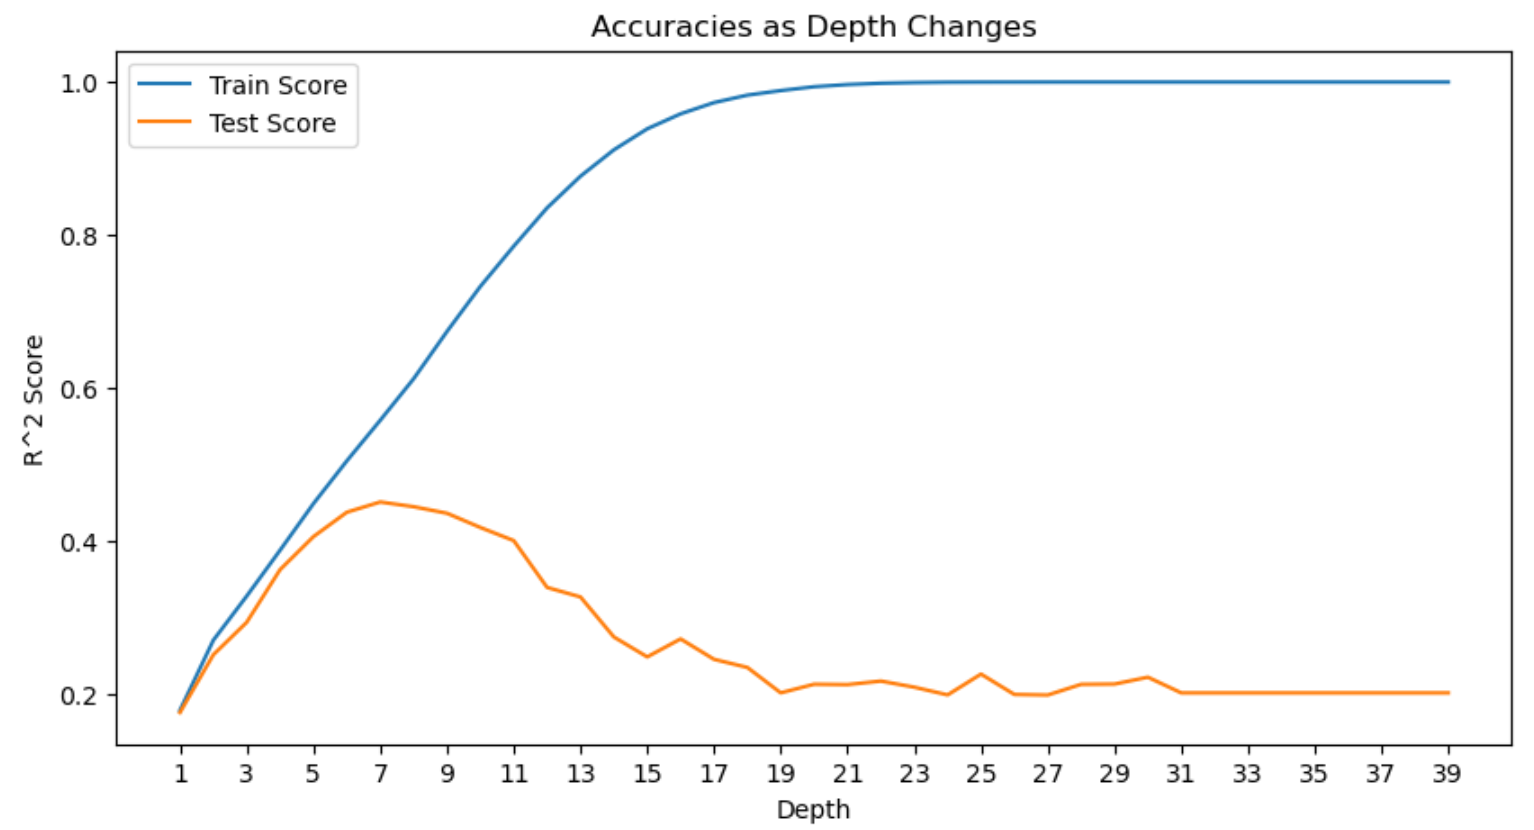 Accuracies as Depth Changes
Train Score
Test Score
R^2 Score
1.0
0.8
0.6
0.4
0.2
1 3 5 7 9 11 13 15 17 19 21 23 25 27 29 31 33 35 37 39
Depth